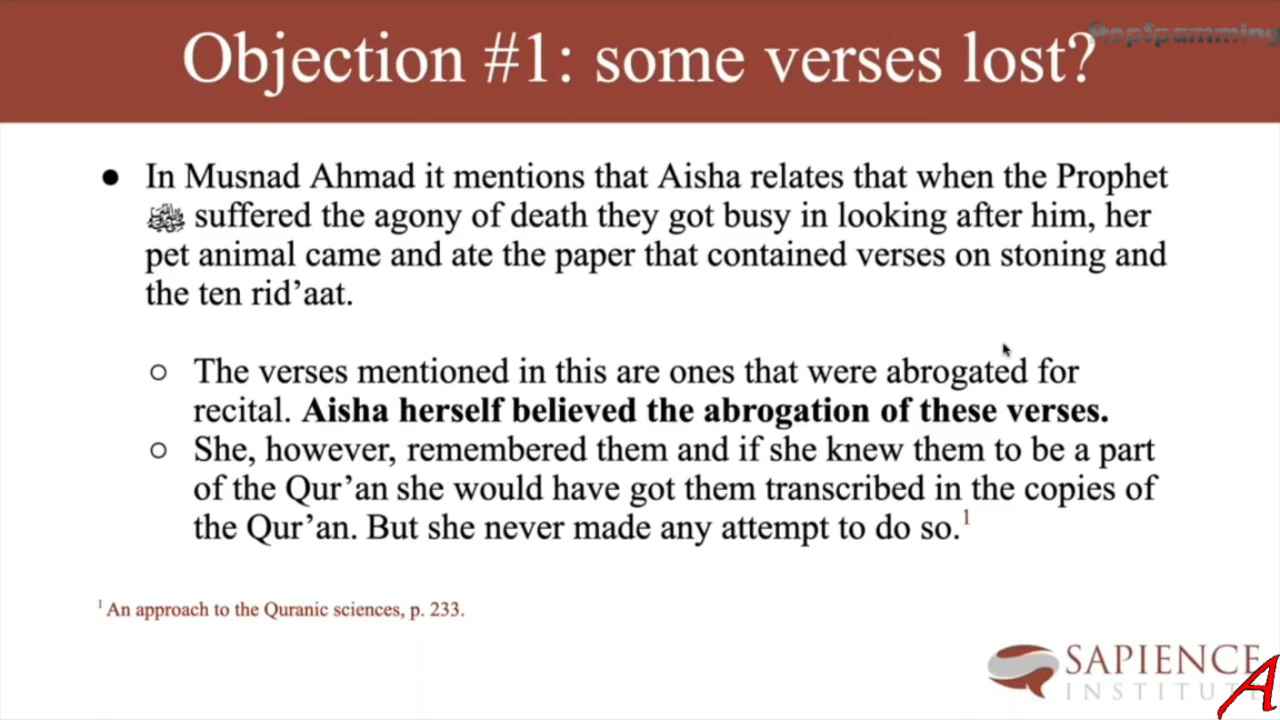 StopSpamming
Objection #1: some verses lost?
● In Musnad Ahmad it mentions that Aisha relates that when the Prophet
ﷺ suffered the agony of death they got busy in looking after him, her
pet animal came and ate the paper that contained verses on stoning and
the ten rid’aat.
○ The verses mentioned in this are ones that were abrogated for
recital. Aisha herself believed the abrogation of these verses.
○ She, however, remembered them and if she knew them to be a part
of the Qur’an she would have got them transcribed in the copies of
the Qur’an. But she never made any attempt to do so.1
1 An approach to the Quranic sciences, p. 233.
SAPIENCE
INSTITUTE
A